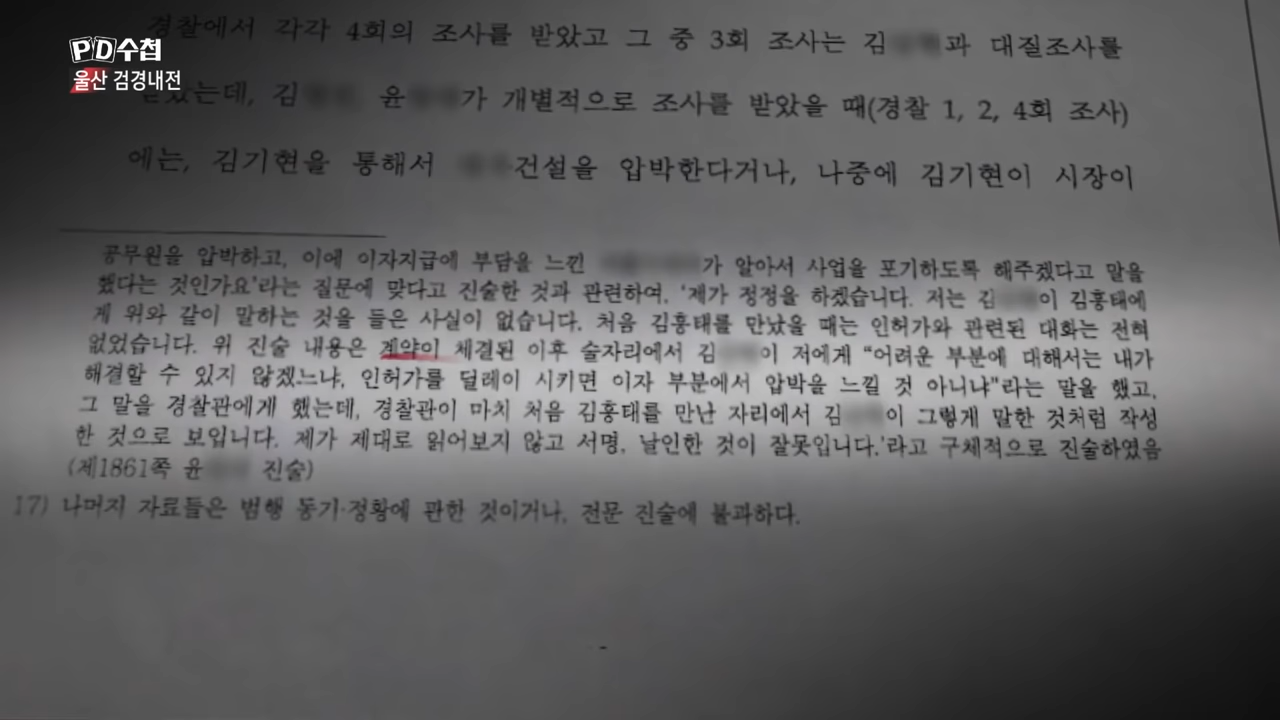 PD수첩
울산 검경내전
경찰에서 각각 4회의 조사를 받았고 그 중 3회 조사는 김 과 대질조사를
받았는데, 김 윤 가 개별적으로 조사를 받았을 때(경찰 1, 2, 4회 조사)
에는, 김기현을 통해서 건설을 압박한다거나, 나중에 김기현이 시장이
공무원을 압박하고, 이에 이자지급에 부담을 느낀 가 알아서 사업을 포기하도록 해주겠다고 말을
했다는 것인가요'라는 질문에 맞다고 진술한 것과 관련하여, '제가 정정을 하겠습니다. 저는 김 이 김흥태에
게 위와 같이 말하는 것을 들은 사실이 없습니다. 처음 김흥태를 만났을 때는 인허가와 관련된 대화는 전혀
없었습니다. 위 진술 내용은 계약이 체결된 이후 술자리에서 김 이 저에게 "어려운 부분에 대해서는 내가
해결할 수 있지 않겠느냐, 인허가를 딜레이 시키면 이자 부분에서 압박을 느낄 것 아니냐"라는 말을 했고,
그 말을 경찰관에게 했는데, 경찰관이 마치 처음 김흥태를 만난 자리에서 김 이 그렇게 말한 것처럼 작성
한 것으로 보입니다. 제가 제대로 읽어보지 않고 서명, 날인한 것이 잘못입니다.'라고 구체적으로 진술하였음
(제1861쪽 윤 진술)
17) 나머지 자료들은 범행 동기·정황에 관한 것이거나, 전문 진술에 불과하다.